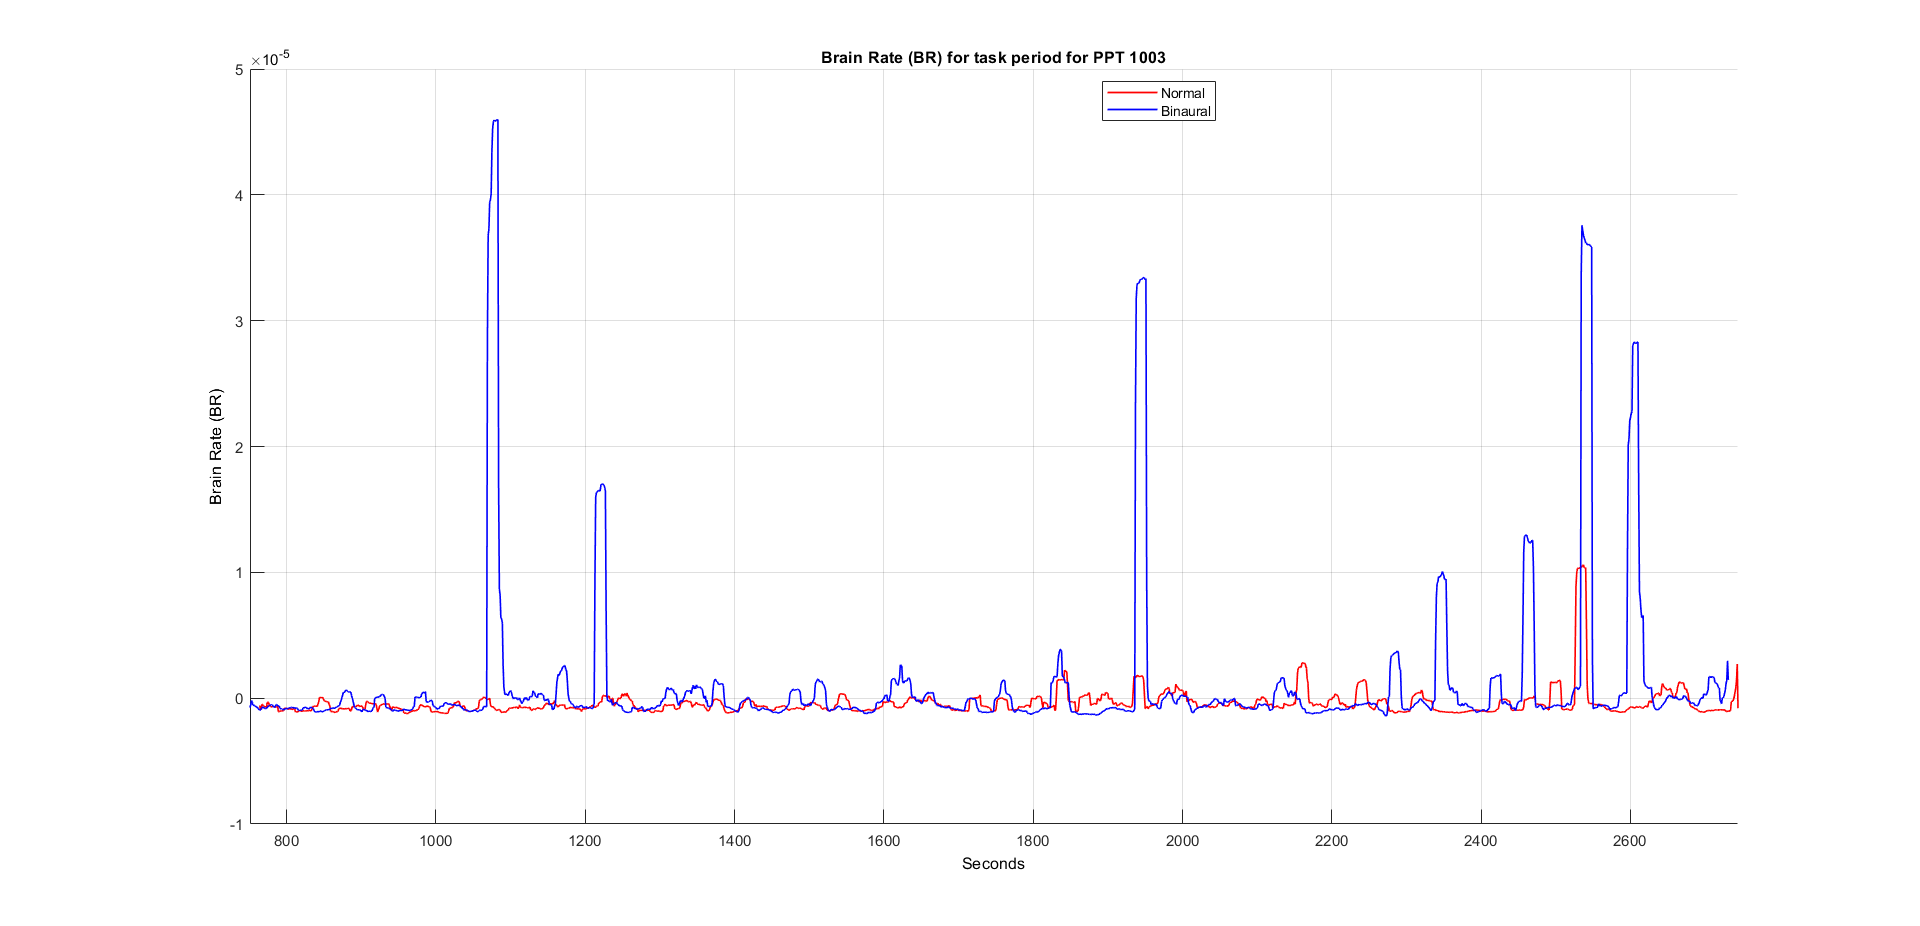 Brain Rate (BR) for task period for PPT 1003
×10-5
Normal
Binaural
5
4
3
2
1
0
-1
Brain Rate (BR)
800 1000 1200 1400 1600 1800 2000 2200 2400 2600
Seconds